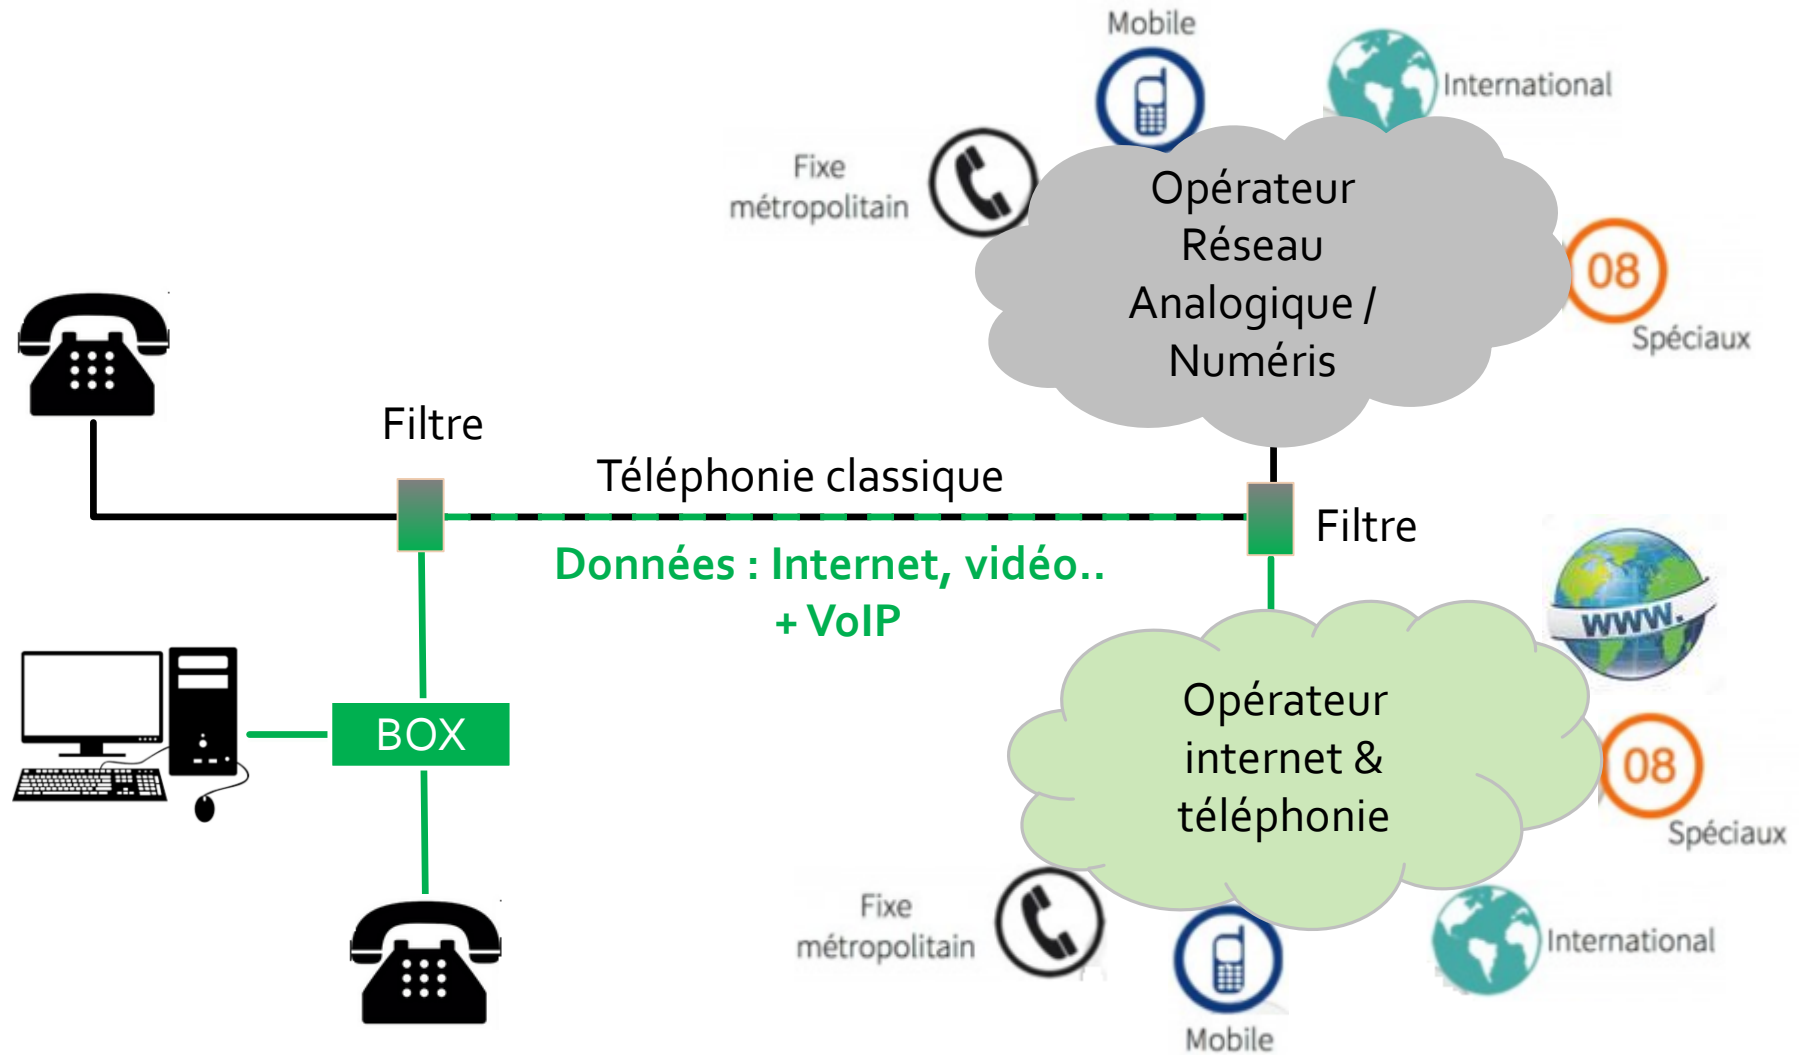 Mobile
International
Fixe
métropolitain
Opérateur
Réseau
Analogique /
Numéris
08
Spéciaux
Filtre
Téléphonie classique
Filtre
Données : Internet, vidéo..
+ VoIP
www.
BOX
Opérateur
internet &
téléphonie
08
Spéciaux
Fixe
métropolitain
International
Mobile